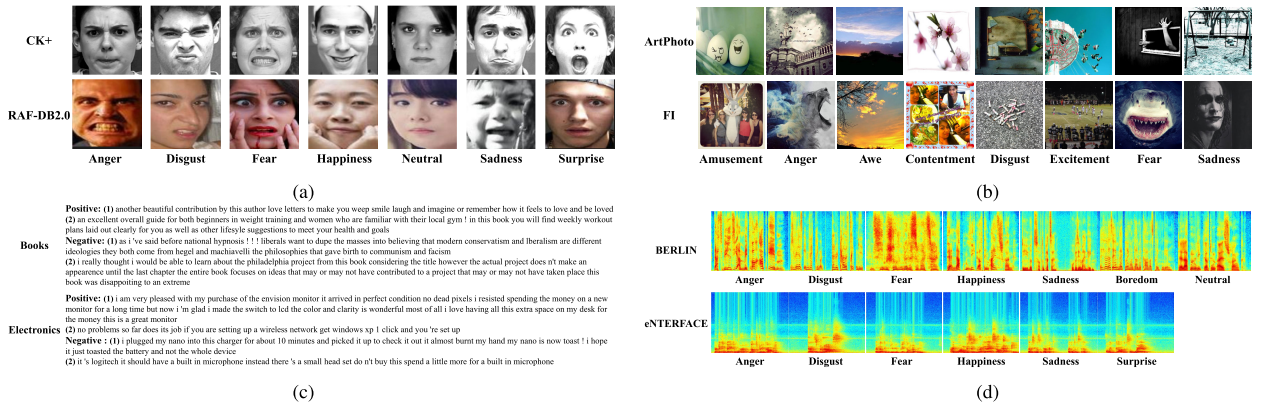 CK+
RAF-DB2.0
Anger Disgust Fear Happiness Neutral Sadness Surprise
(a)
ArtPhoto
FI
Amusement Anger Awe Contentment Disgust Excitement Fear Sadness
(b)
Books
Positive: (1) another beautiful contribution by this author love letters to make you weep smile laugh and imagine or remember how it feels to love and be loved
(2) an excellent overall guide for both beginners in weight training and women who are familiar with their local gym ! in this book you will find weekly workout
plans laid out clearly for you as well as other lifesyle suggestions to meet your health and goals
Negative: (1) as i 've said before national hypnosis ! ! ! liberals want to dupe the masses into believing that modern conservatism and lberalism are different
ideologies they both come from hegel and machiavelli the philosophies that gave birth to communism and facism
(2) i really thought i would be able to learn about the philadelphia project from this book considering the title however the actual project does n't make an
appearence until the last chapter the entire book focuses on ideas that may or may not have contributed to a project that may or may not have taken place this
book was disappoiting to an extreme
Electronics
Positive: (1) i am very pleased with my purchase of the envision monitor it arrived in perfect condition no dead pixels i resisted spending the money on a new
monitor for a long time but now i 'm glad i made the switch to lcd the color and clarity is wonderful most of all i love having all this extra space on my desk for
the money this is a great monitor
(2) no problems so far does its job if you are setting up a wireless network get windows xp 1 click and you 're set up
Negative : (1) i plugged my nano into this charger for about 10 minutes and picked it up to check it out it almost burnt my hand my nano is now toast ! i hope
it just toasted the battery and not the whole device
(2) it 's logitech it should have a built in microphone instead there 's a small head set do n't buy this spend a little more for a built in microphone
(c)
BERLIN
Anger Disgust Fear Happiness Sadness Boredom Neutral
eNTERFACE
Anger Disgust Fear Happiness Sadness Surprise
(d)